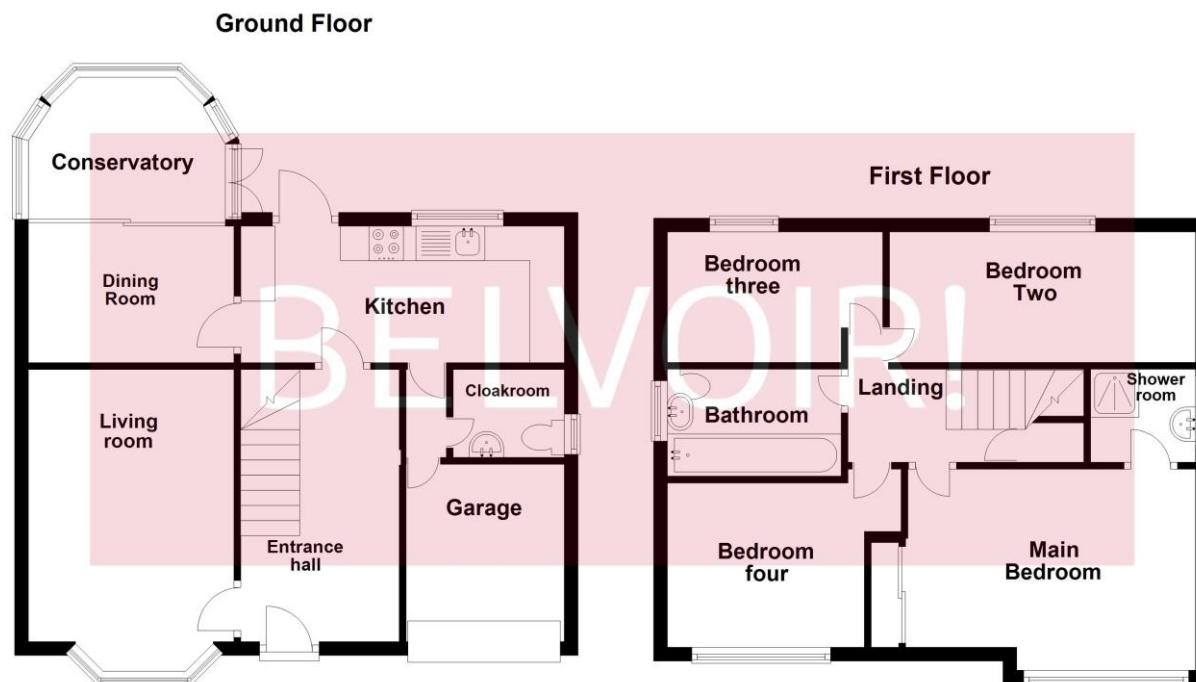 Ground Floor
Conservatory
Dining
Room
Kitchen
Living
room
Cloakroom
Garage
Entrance
hall
First Floor
Bedroom
three
Bedroom
Two
Landing
Bathroom
Shower
room
Bedroom
four
Main
Bedroom
BELVOIR!